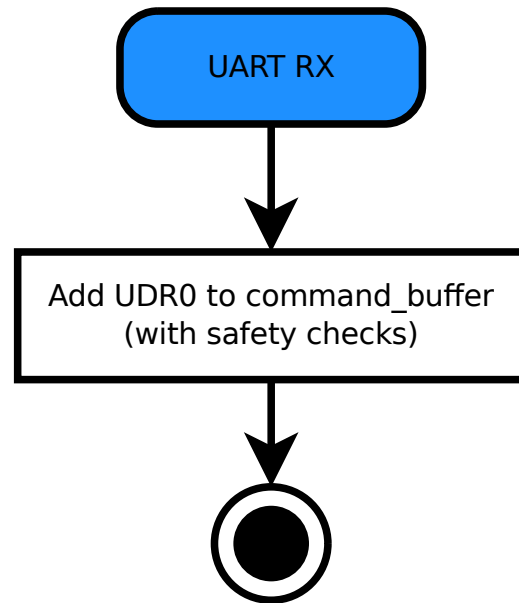 UART RX
Add UDR0 to command_buffer
(with safety checks)